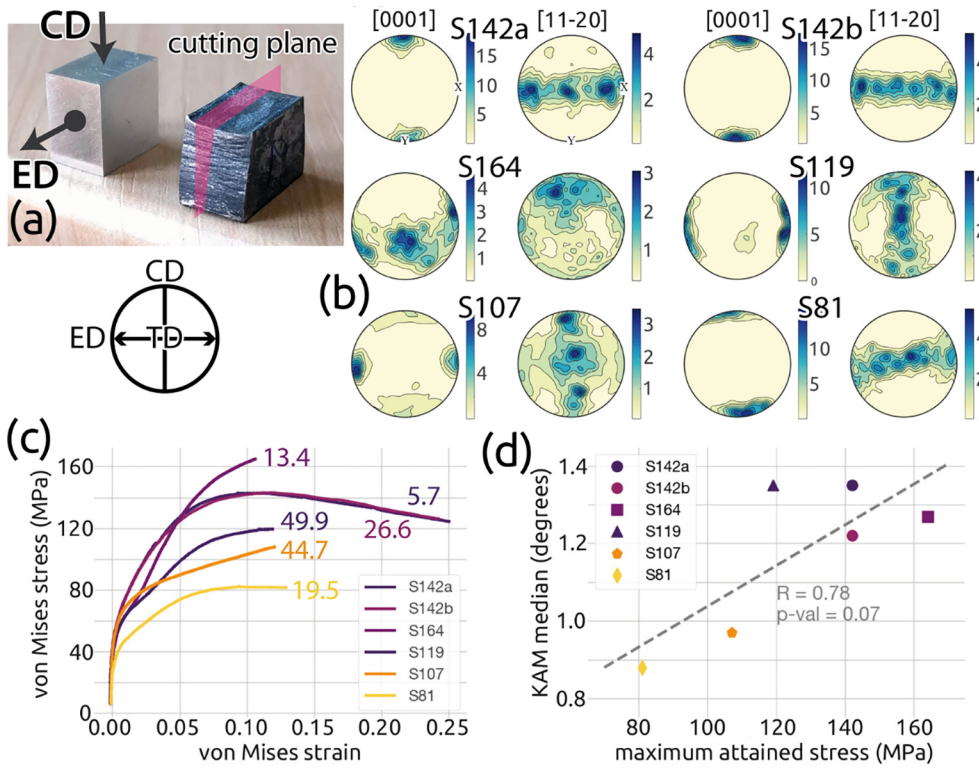 CD
cutting plane
ED
(a)
CD
ED
TD
(b)
[0001]
[11-20]
[0001]
[11-20]
S142a
S142b
15
10
5
X
Y
4
2
X
Y
15
10
5
4
2
S164
S119
4
3
2
1
3
2
1
10
5
0
4
2
S107
S81
8
4
3
2
1
10
5
4
2
(c)
von Mises stress (MPa)
160
120
80
40
0
0.00
0.05
0.10
0.15
0.20
0.25
von Mises strain
13.4
5.7
49.9
26.6
44.7
19.5
S142a
S142b
S164
S119
S107
S81
(d)
KAM median (degrees)
1.4
1.2
1.0
0.8
80
100
120
140
160
maximum attained stress (MPa)
S142a
S142b
S164
S119
S107
S81
R = 0.78
p-val = 0.07